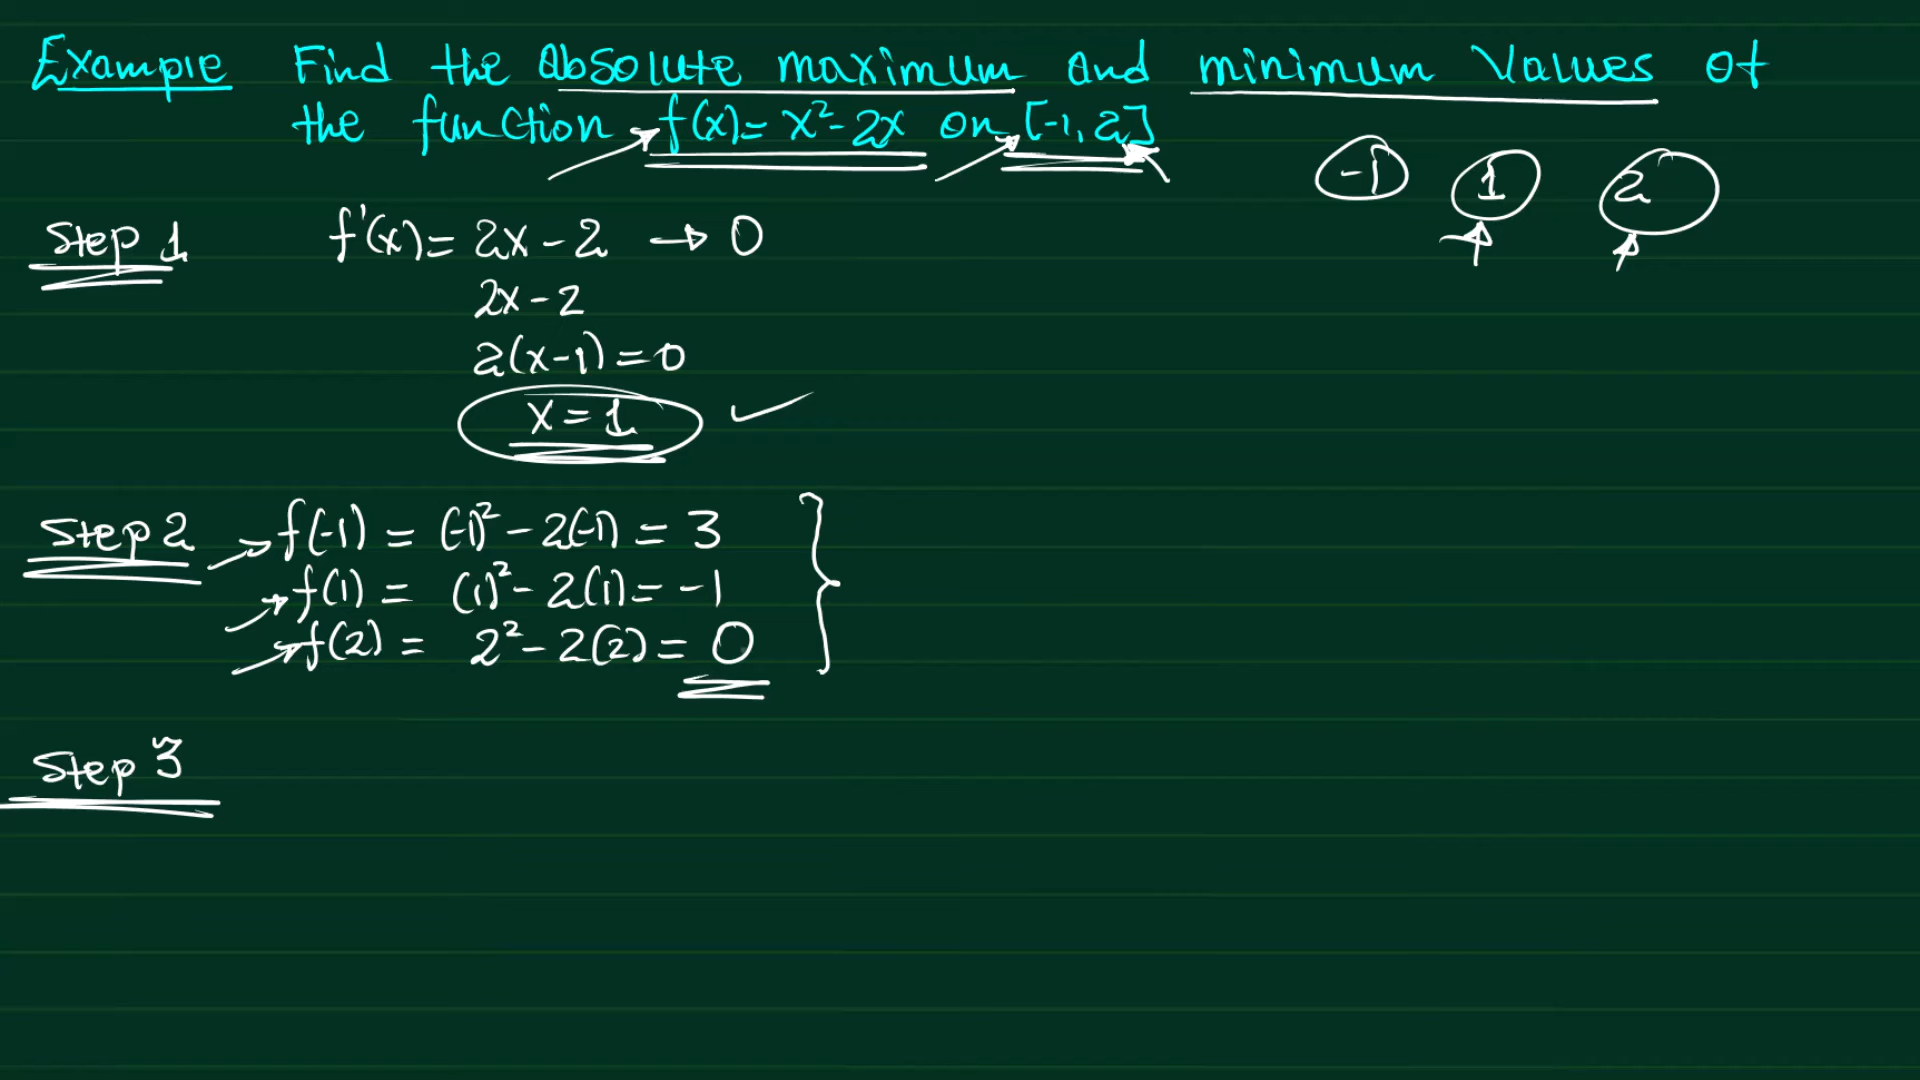 Example Find the absolute maximum and minimum values of
the function f(x) = x² - 2x on [-1, 2]
-1 1 2
Step 1 f'(x) = 2x - 2 → 0
2x - 2
2(x-1) = 0
x = 1 ✓
Step 2 f(-1) = (-1)² - 2(-1) = 3
f(1) = (1)² - 2(1) = -1
f(2) = 2² - 2(2) = 0
Step 3